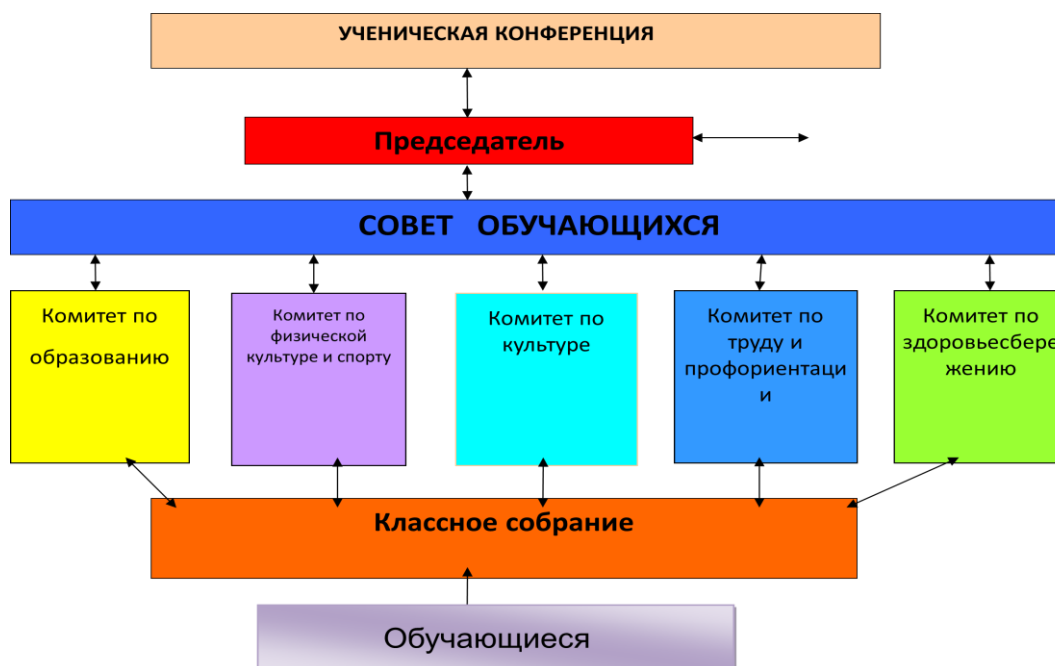 УЧЕНИЧЕСКАЯ КОНФЕРЕНЦИЯ
Председатель
СОВЕТ ОБУЧАЮЩИХСЯ
Комитет по
образованию
Комитет по
физической
культуре и спорту
Комитет по
культуре
Комитет по
труду и
профориентаци
и
Комитет по
здоровьесбере
жению
Классное собрание
Обучающиеся